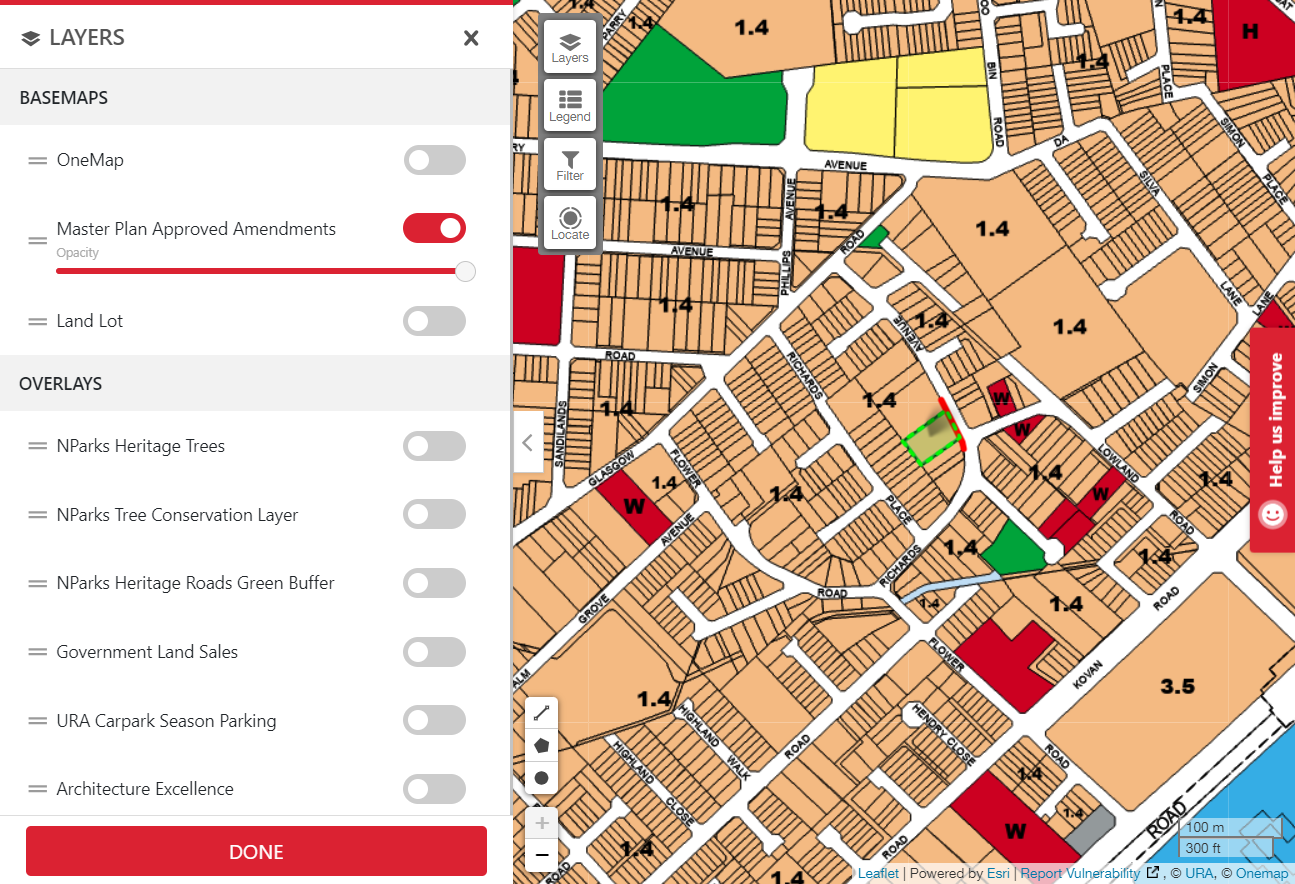 LAYERS
BASEMAPS
OneMap
Master Plan Approved Amendments
Opacity
Land Lot
OVERLAYS
NParks Heritage Trees
NParks Tree Conservation Layer
NParks Heritage Roads Green Buffer
Government Land Sales
URA Carpark Season Parking
Architecture Excellence
DONE
Layers
Legend
Filter
Locate
PARRY
1.4
1.4
1.4
H
BIN
ROAD
PLACE
1.4
SIMON
PLACE
DA
SILVA
LANE
LANE
RY
AVENUE
AVENUE
PHILLIPS
1.4
1.4
ROAD
1.4
AVENUE
1.4
ROAD
1.4
AVENUE
1.4
SIMON
RICHARDS
1.4
W
W
SANDILANDS
1.4
GLASGOW
FLOWER
1.4
W
AVENUE
1.4
PLACE
RICHARDS
1.4
W
LOWLAND
ROAD
1.4
1.4
1.4
1.4
1.4
ROAD
GROVE
ROAD
FLOWER
KOVAN
3.5
ALM
1.4
HIGHLAND
WALK
ROAD
HENDRY CLOSE
HIGHLAND
CLOSE
ROAD
1.4
1.4
W
ROAD
1.4
1.4
ROAD
ROAD
Help us improve
100 m
300 ft
Leaflet | Powered by Esri | Report Vulnerability , © URA, © Onemap